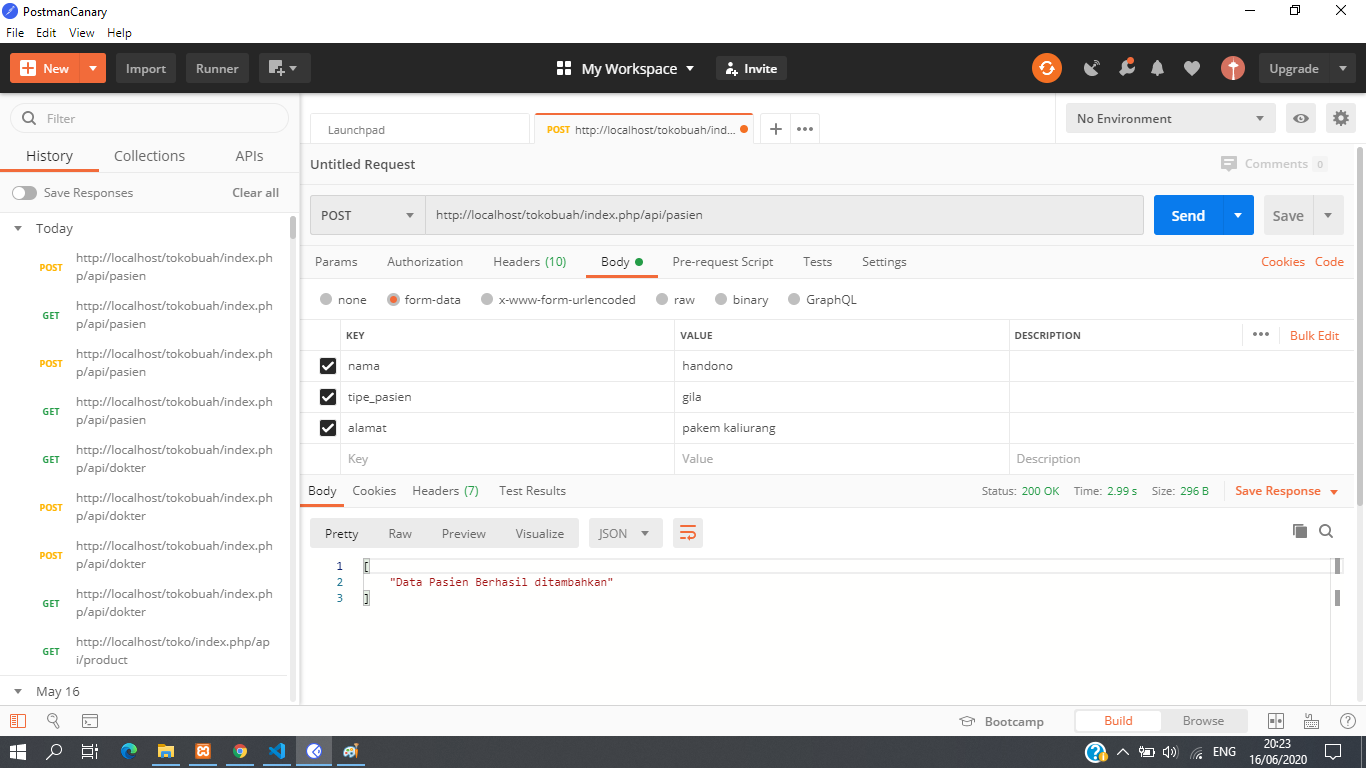 PostmanCanary
File Edit View Help
New Import Runner My Workspace Invite Upgrade
Filter
History Collections APIs
Save Responses Clear all
Today
POST http://localhost/tokobuah/index.ph
p/api/pasien
GET http://localhost/tokobuah/index.ph
p/api/pasien
POST http://localhost/tokobuah/index.ph
p/api/pasien
GET http://localhost/tokobuah/index.ph
p/api/pasien
GET http://localhost/tokobuah/index.ph
p/api/dokter
POST http://localhost/tokobuah/index.ph
p/api/dokter
POST http://localhost/tokobuah/index.ph
p/api/dokter
GET http://localhost/tokobuah/index.ph
p/api/dokter
GET http://localhost/toko/index.php/ap
i/product
May 16
Launchpad POST http://localhost/tokobuah/ind... No Environment
Untitled Request Comments 0
POST http://localhost/tokobuah/index.php/api/pasien Send Save
Params Authorization Headers (10) Body Pre-request Script Tests Settings Cookies Code
none form-data x-www-form-urlencoded raw binary GraphQL
KEY VALUE DESCRIPTION ••• Bulk Edit
nama handono
tipe_pasien gila
alamat pakem kaliurang
Key Value Description
Body Cookies Headers (7) Test Results Status: 200 OK Time: 2.99 s Size: 296 B Save Response
Pretty Raw Preview Visualize JSON
1 [
2 "Data Pasien Berhasil ditambahkan"
3 ]
Bootcamp Build Browse
ENG 20:23
16/06/2020